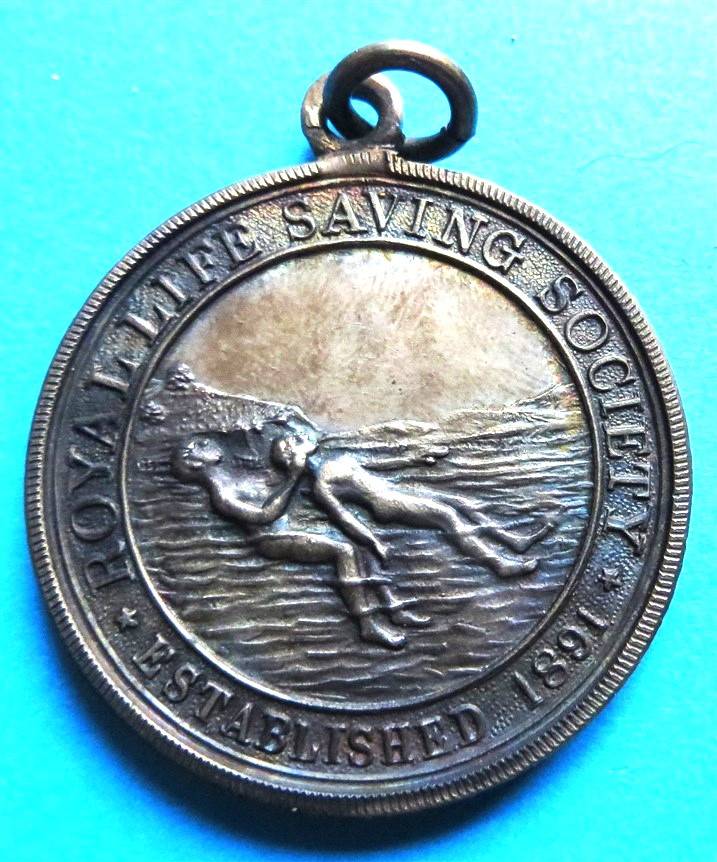 ROYAL LIFE SAVING SOCIETY
★ ESTABLISHED 1891 ★